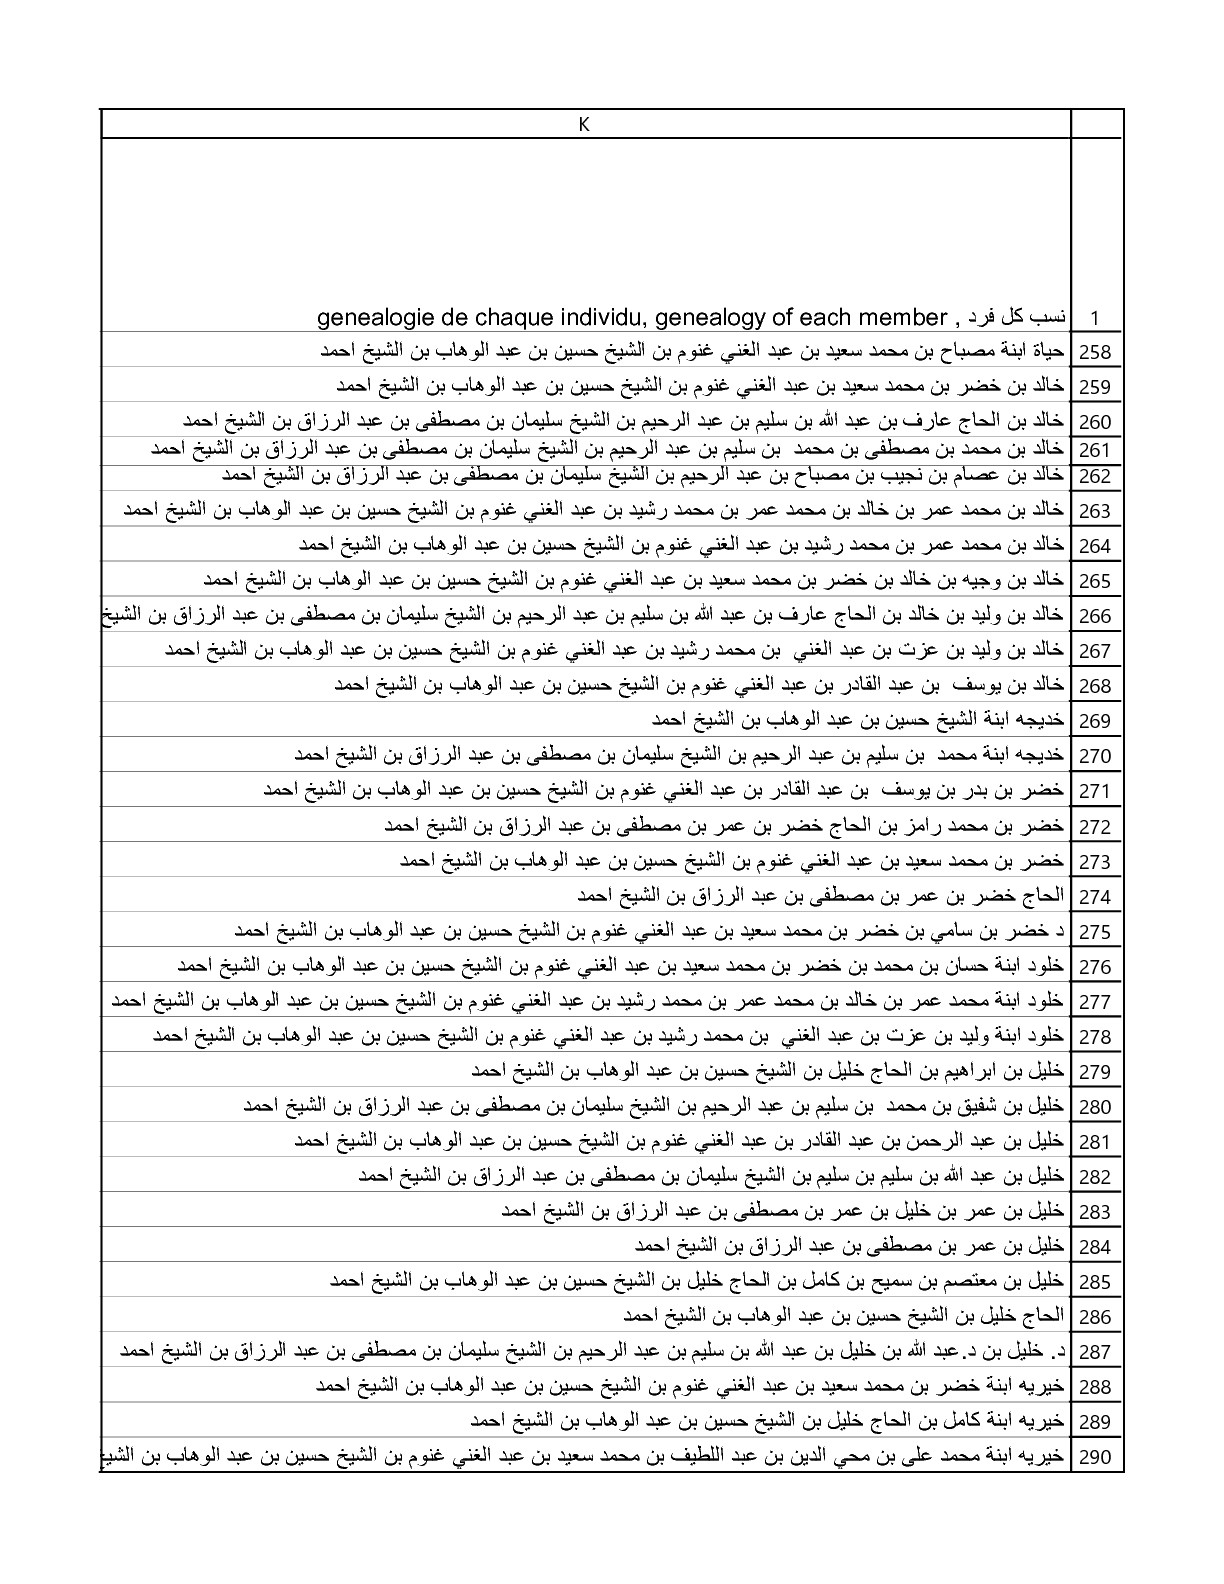 K
1 نسب كل فرد , genealogie de chaque individu, genealogy of each member
258 حياة ابنة مصباح بن محمد سعيد بن عبد الغني غنوم بن الشيخ حسين بن عبد الوهاب بن الشيخ احمد
259 خالد بن خضر بن محمد سعيد بن عبد الغني غنوم بن الشيخ حسين بن عبد الوهاب بن الشيخ احمد
260 خالد بن الحاج عارف بن عبد الله بن سليم بن عبد الرحيم بن الشيخ سليمان بن مصطفى بن عبد الرزاق بن الشيخ احمد
261 خالد بن محمد بن مصطفى بن محمد بن سليم بن عبد الرحيم بن الشيخ سليمان بن مصطفى بن عبد الرزاق بن الشيخ احمد
262 خالد بن عصام بن نجيب بن مصباح بن عبد الرحيم بن الشيخ سليمان بن مصطفى بن عبد الرزاق بن الشيخ احمد
263 خالد بن محمد عمر بن خالد بن محمد عمر بن محمد رشيد بن عبد الغني غنوم بن الشيخ حسين بن عبد الوهاب بن الشيخ احمد
264 خالد بن محمد عمر بن محمد رشيد بن عبد الغني غنوم بن الشيخ حسين بن عبد الوهاب بن الشيخ احمد
265 خالد بن وجيه بن خالد بن خضر بن محمد سعيد بن عبد الغني غنوم بن الشيخ حسين بن عبد الوهاب بن الشيخ احمد
266 خالد بن وليد بن خالد بن الحاج عارف بن عبد الله بن سليم بن عبد الرحيم بن الشيخ سليمان بن مصطفى بن عبد الرزاق بن الشيخ
267 خالد بن وليد بن عزت بن عبد الغني بن محمد رشيد بن عبد الغني غنوم بن الشيخ حسين بن عبد الوهاب بن الشيخ احمد
268 خالد بن يوسف بن عبد القادر بن عبد الغني غنوم بن الشيخ حسين بن عبد الوهاب بن الشيخ احمد
269 خديجه ابنة الشيخ حسين بن عبد الوهاب بن الشيخ احمد
270 خديجه ابنة محمد بن سليم بن عبد الرحيم بن الشيخ سليمان بن مصطفى بن عبد الرزاق بن الشيخ احمد
271 خضر بن بدر بن يوسف بن عبد القادر بن عبد الغني غنوم بن الشيخ حسين بن عبد الوهاب بن الشيخ احمد
272 خضر بن محمد رامز بن الحاج خضر بن عمر بن مصطفى بن عبد الرزاق بن الشيخ احمد
273 خضر بن محمد سعيد بن عبد الغني غنوم بن الشيخ حسين بن عبد الوهاب بن الشيخ احمد
274 الحاج خضر بن عمر بن مصطفى بن عبد الرزاق بن الشيخ احمد
275 د خضر بن سامي بن خضر بن محمد سعيد بن عبد الغني غنوم بن الشيخ حسين بن عبد الوهاب بن الشيخ احمد
276 خلود ابنة حسان بن محمد بن خضر بن محمد سعيد بن عبد الغني غنوم بن الشيخ حسين بن عبد الوهاب بن الشيخ احمد
277 خلود ابنة محمد عمر بن خالد بن محمد عمر بن محمد رشيد بن عبد الغني غنوم بن الشيخ حسين بن عبد الوهاب بن الشيخ احمد
278 خلود ابنة وليد بن عزت بن عبد الغني بن محمد رشيد بن عبد الغني غنوم بن الشيخ حسين بن عبد الوهاب بن الشيخ احمد
279 خليل بن ابراهيم بن الحاج خليل بن الشيخ حسين بن عبد الوهاب بن الشيخ احمد
280 خليل بن شفيق بن محمد بن سليم بن عبد الرحيم بن الشيخ سليمان بن مصطفى بن عبد الرزاق بن الشيخ احمد
281 خليل بن عبد الرحمن بن عبد القادر بن عبد الغني غنوم بن الشيخ حسين بن عبد الوهاب بن الشيخ احمد
282 خليل بن عبد الله بن سليم بن سليم بن الشيخ سليمان بن مصطفى بن عبد الرزاق بن الشيخ احمد
283 خليل بن عمر بن خليل بن عمر بن مصطفى بن عبد الرزاق بن الشيخ احمد
284 خليل بن عمر بن مصطفى بن عبد الرزاق بن الشيخ احمد
285 خليل بن معتصم بن سميح بن كامل بن الحاج خليل بن الشيخ حسين بن عبد الوهاب بن الشيخ احمد
286 الحاج خليل بن الشيخ حسين بن عبد الوهاب بن الشيخ احمد
287 د. خليل بن د.عبد الله بن خليل بن عبد الله بن سليم بن عبد الرحيم بن الشيخ سليمان بن مصطفى بن عبد الرزاق بن الشيخ احمد
288 خيريه ابنة خضر بن محمد سعيد بن عبد الغني غنوم بن الشيخ حسين بن عبد الوهاب بن الشيخ احمد
289 خيريه ابنة كامل بن الحاج خليل بن الشيخ حسين بن عبد الوهاب بن الشيخ احمد
290 خيريه ابنة محمد على بن محي الدين بن عبد اللطيف بن محمد سعيد بن عبد الغني غنوم بن الشيخ حسين بن عبد الوهاب بن الشيخ